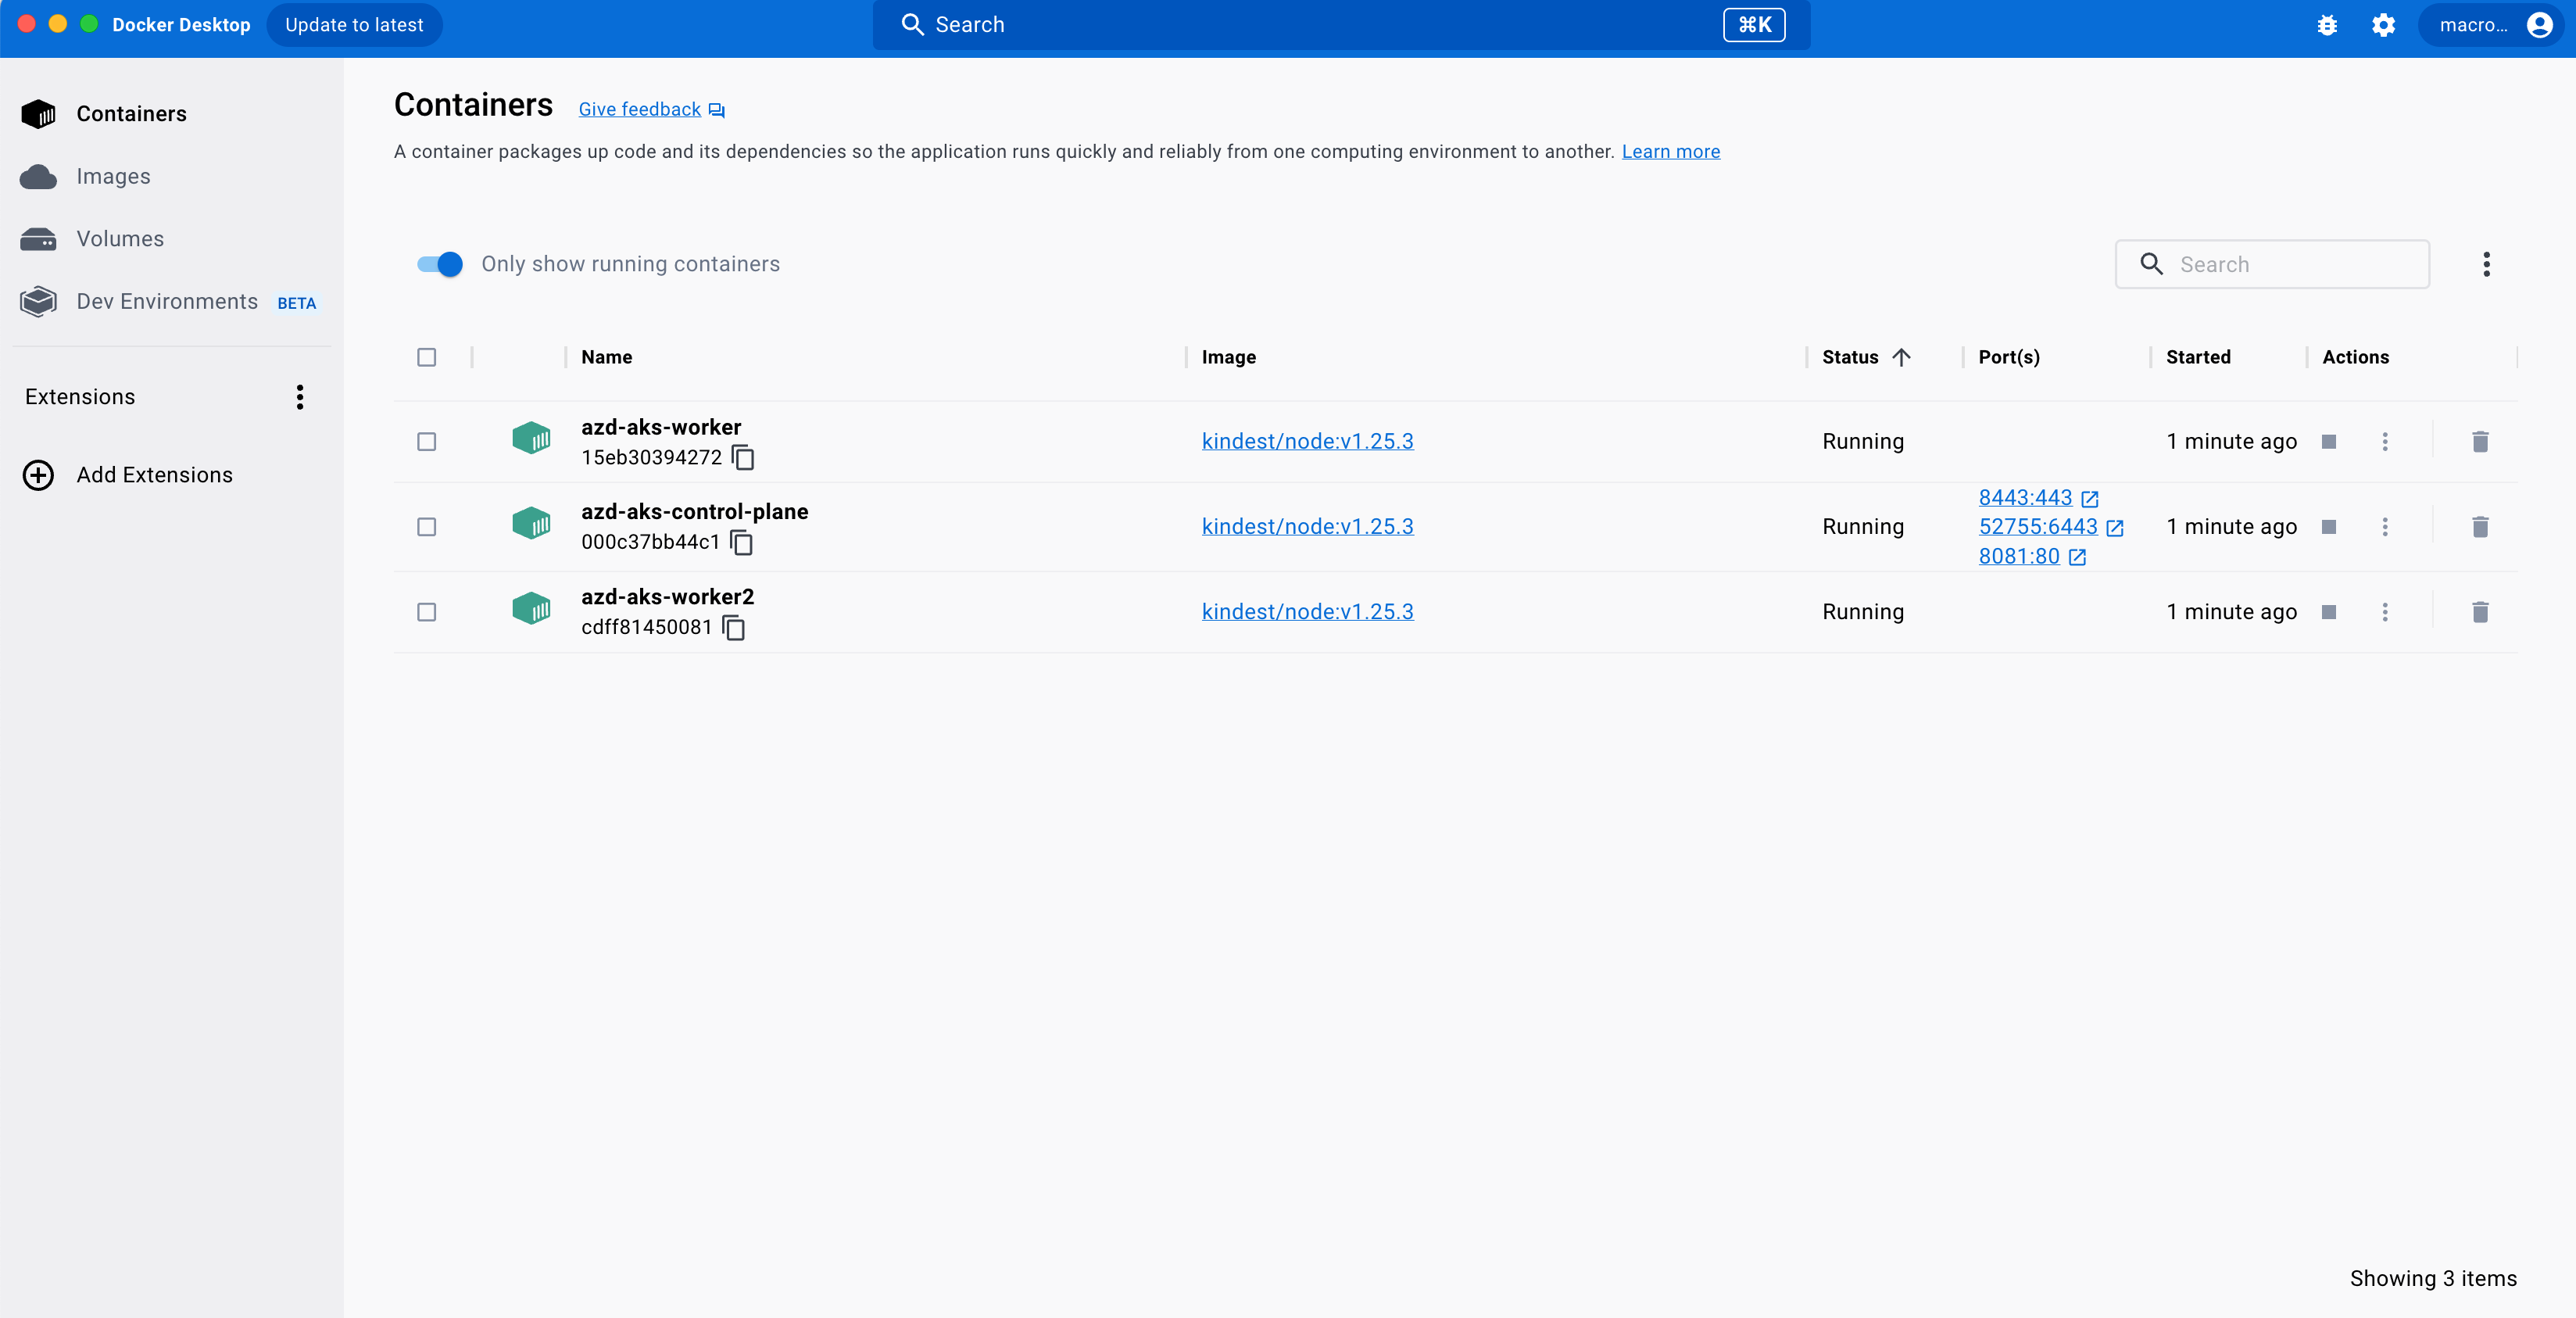 Docker Desktop Update to latest Search ⌘K macro...
Containers
Images
Volumes
Dev Environments BETA
Extensions
Add Extensions
Containers Give feedback
A container packages up code and its dependencies so the application runs quickly and reliably from one computing environment to another. Learn more
Only show running containers Search
Name Image Status Port(s) Started Actions
azd-aks-worker
15eb30394272 kindest/node:v1.25.3 Running 1 minute ago
azd-aks-control-plane
000c37bb44c1 kindest/node:v1.25.3 Running
8443:443
52755:6443
8081:80
1 minute ago
azd-aks-worker2
cdff81450081 kindest/node:v1.25.3 Running 1 minute ago
Showing 3 items